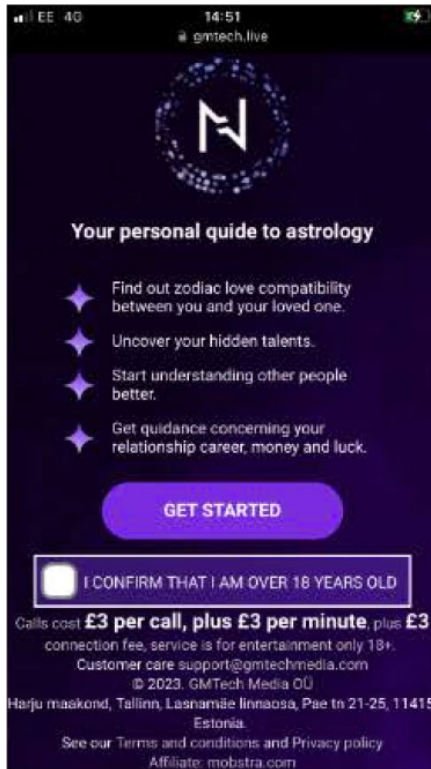 EE 4G 14:51
gmtech.live
N
Your personal quide to astrology
Find out zodiac love compatibility
between you and your loved one.
Uncover your hidden talents.
Start understanding other people
better.
Get quidance concerning your
relationship career, money and luck.
GET STARTED
I CONFIRM THAT I AM OVER 18 YEARS OLD
Calls cost £3 per call, plus £3 per minute, plus £3
connection fee, service is for entertainment only 18+.
Customer care support@gmtechmedia.com
© 2023. GMTech Media OÜ
Harju maakond, Tallinn, Lasnamäe linnaosa, Pae tn 21-25, 11415
Estonia.
See our Terms and conditions and Privacy policy
Affiliate: mobstra.com